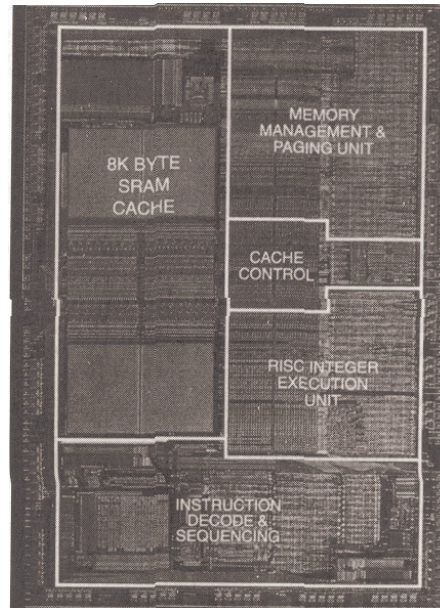 8K BYTE
SRAM
CACHE
MEMORY
MANAGEMENT &
PAGING UNIT
CACHE
CONTROL
RISC INTEGER
EXECUTION
UNIT
INSTRUCTION
DECODE &
SEQUENCING